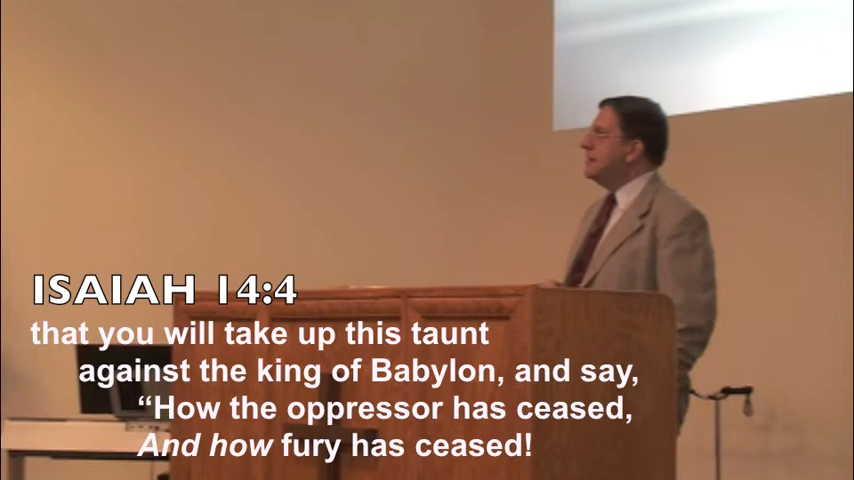 ISAIAH 14:4
that you will take up this taunt
against the king of Babylon, and say,
“How the oppressor has ceased,
And how fury has ceased!